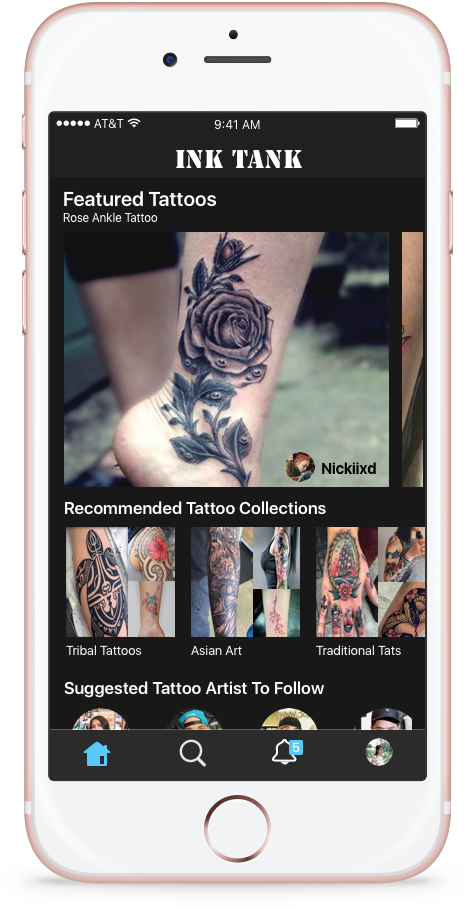 ●●●●● AT&T 9:41 AM
INK TANK
Featured Tattoos
Rose Ankle Tattoo
Nickiixd
Recommended Tattoo Collections
Tribal Tattoos
Asian Art
Traditional Tats
Suggested Tattoo Artist To Follow
5